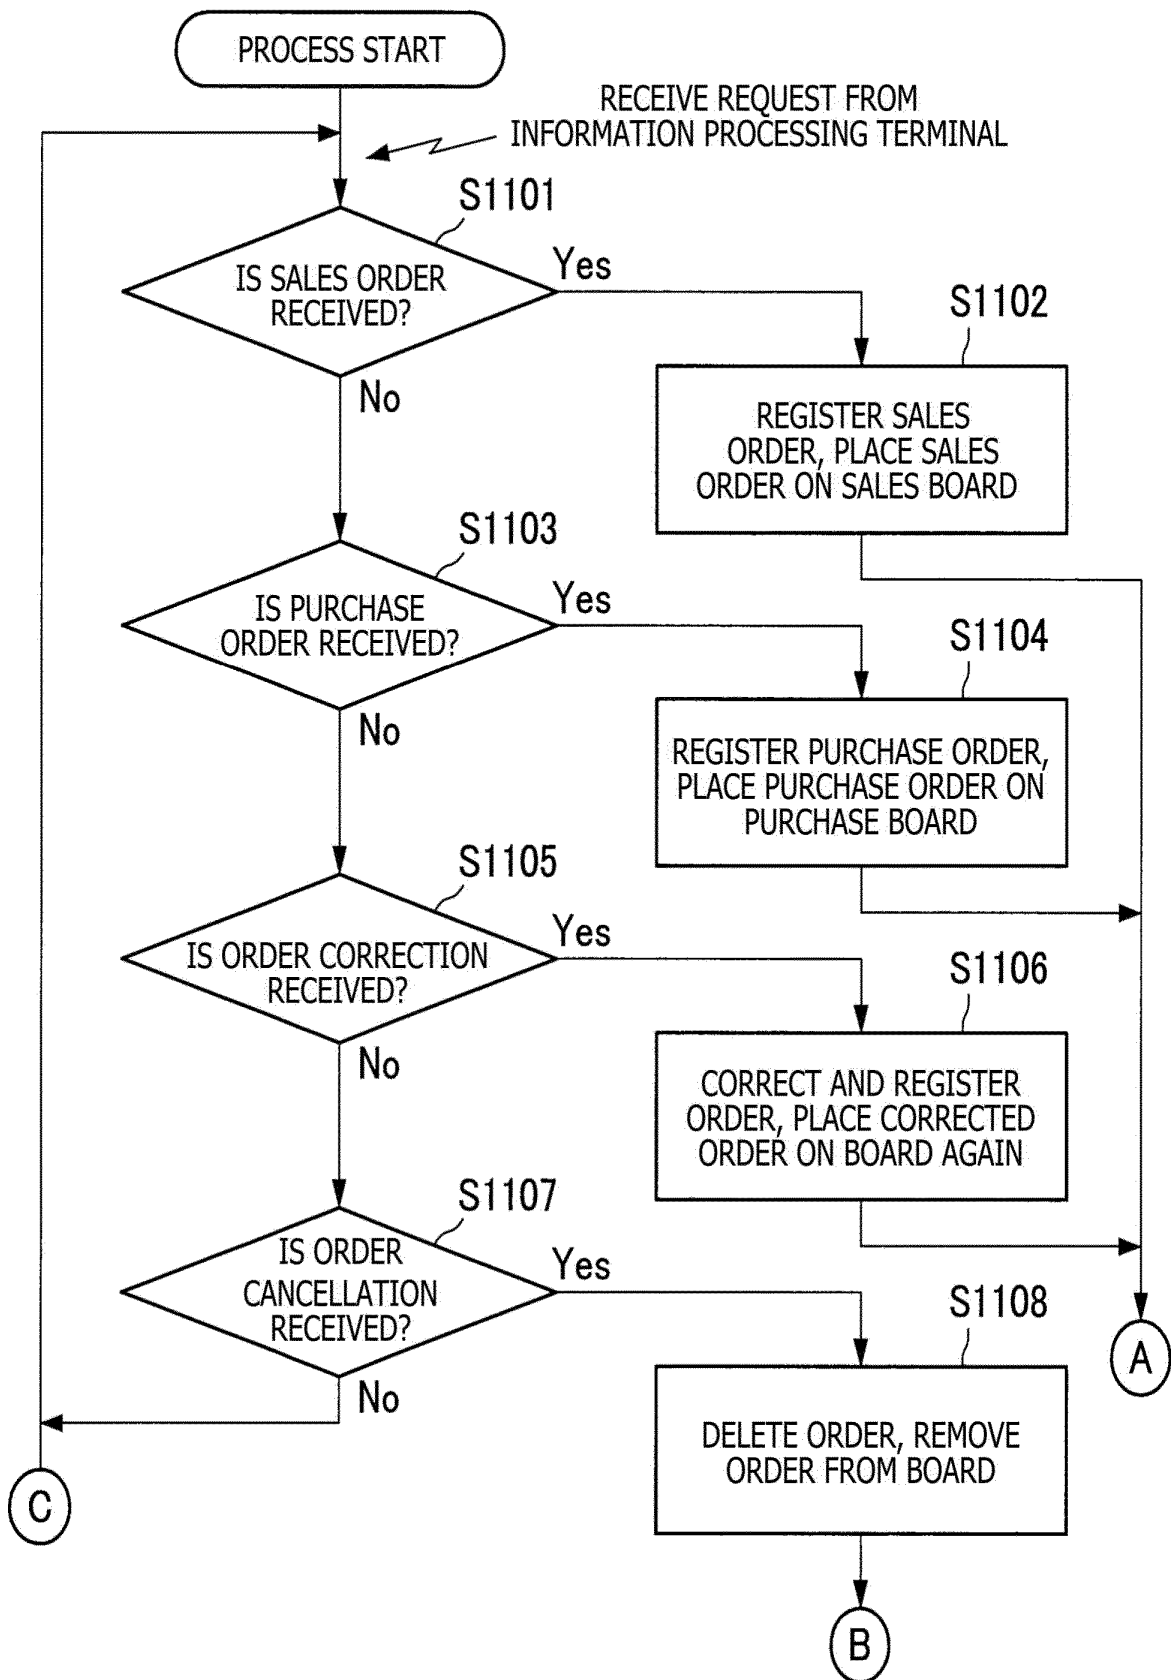 PROCESS START
RECEIVE REQUEST FROM
INFORMATION PROCESSING TERMINAL
S1101
IS SALES ORDER
RECEIVED?
Yes
No
S1102
REGISTER SALES
ORDER, PLACE SALES
ORDER ON SALES BOARD
S1103
IS PURCHASE
ORDER RECEIVED?
Yes
No
S1104
REGISTER PURCHASE ORDER,
PLACE PURCHASE ORDER ON
PURCHASE BOARD
S1105
IS ORDER CORRECTION
RECEIVED?
Yes
No
S1106
CORRECT AND REGISTER
ORDER, PLACE CORRECTED
ORDER ON BOARD AGAIN
S1107
IS ORDER
CANCELLATION
RECEIVED?
Yes
No
S1108
DELETE ORDER, REMOVE
ORDER FROM BOARD
A
C
B